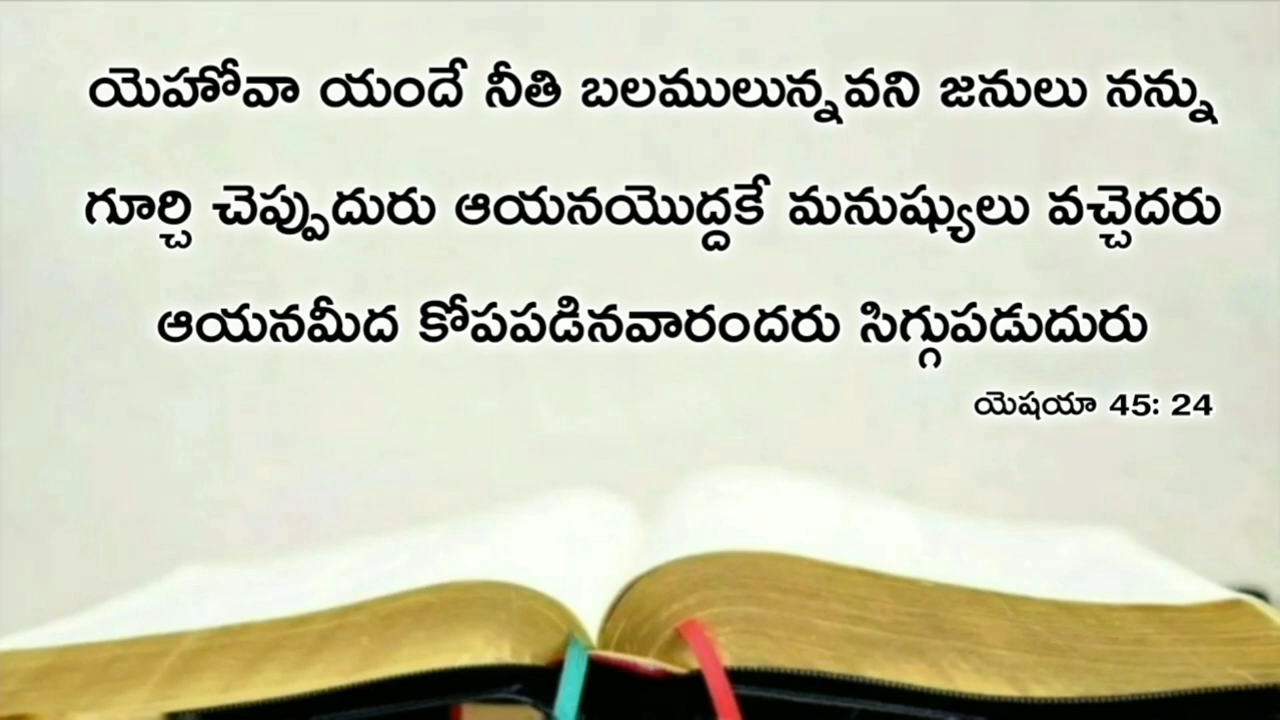 యెహోవా యందే నీతి బలములున్నవని జనులు నన్ను
గూర్చి చెప్పుదురు ఆయనయొద్దకే మనుష్యులు వచ్చెదరు
ఆయనమీద కోపపడినవారందరు సిగ్గుపడుదురు
యెషయా 45: 24